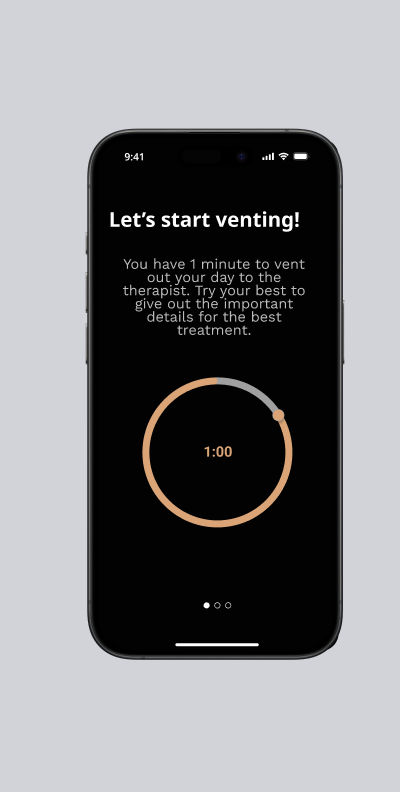 9:41
Let's start venting!
You have 1 minute to vent
out your day to the
therapist. Try your best to
give out the important
details for the best
treatment.
1:00